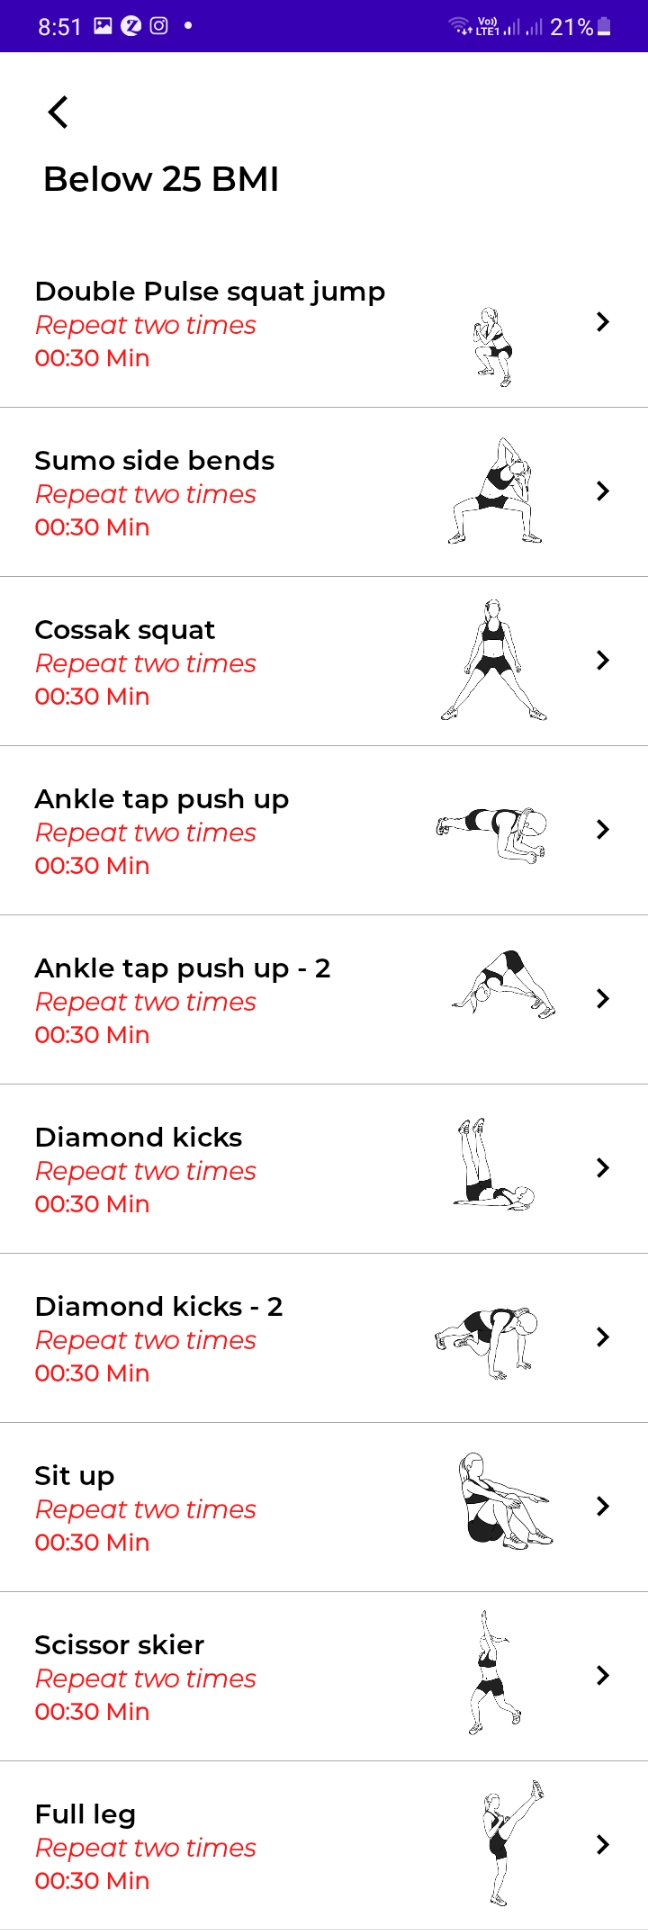 8:51
Vo)) LTE1 21%
Below 25 BMI
Double Pulse squat jump
Repeat two times
00:30 Min
Sumo side bends
Repeat two times
00:30 Min
Cossak squat
Repeat two times
00:30 Min
Ankle tap push up
Repeat two times
00:30 Min
Ankle tap push up - 2
Repeat two times
00:30 Min
Diamond kicks
Repeat two times
00:30 Min
Diamond kicks - 2
Repeat two times
00:30 Min
Sit up
Repeat two times
00:30 Min
Scissor skier
Repeat two times
00:30 Min
Full leg
Repeat two times
00:30 Min